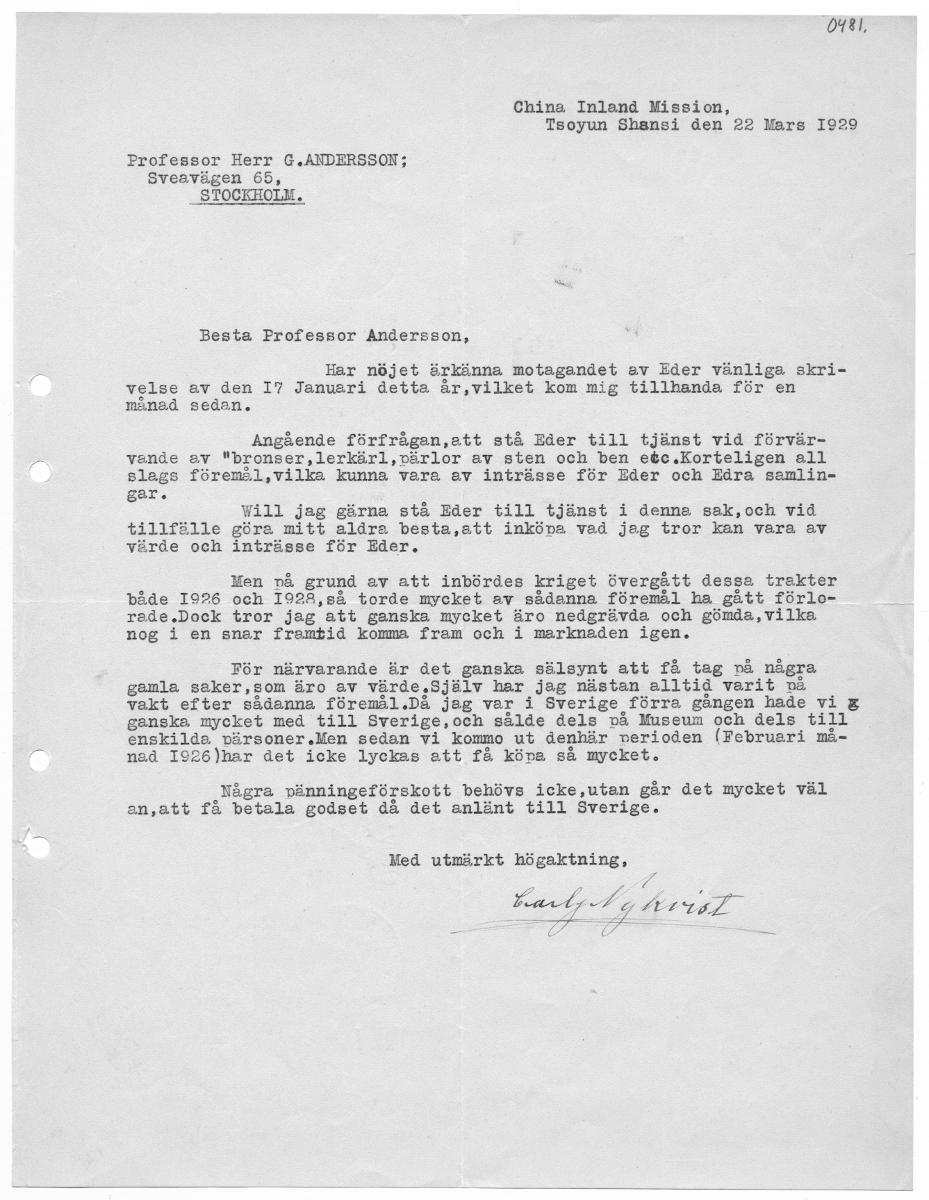 0481.
China Inland Mission,
Tsoyun Shansi den 22 Mars I929
Professor Herr G.ANDERSSON;
Sveavägen 65,
STOCKHOLM.
Besta Professor Andersson,
Har nöjet ärkänna motagandet av Eder vänliga skri-
velse av den I7 Januari detta år,vilket kom mig tillhanda för en
månad sedan.
Angående förfrågan,att stå Eder till tjänst vid förvär-
vande av "bronser,lerkärl,pärlor av sten och ben etc.Korteligen all
slags föremål,vilka kunna vara av inträsse för Eder och Edra samlin-
gar.
Will jag gärna stå Eder till tjänst i denna sak,och vid
tillfälle göra mitt aldra besta,att inköpa vad jag tror kan vara av
värde och inträsse för Eder.
Men på grund av att inbördes kriget övergått dessa trakter
både I926 och I928,så torde mycket av sådanna föremål ha gått förlo-
rade.Dock tror jag att ganska mycket äro nedgrävda och gömda,vilka
nog i en snar framtid komma fram och i marknaden igen.
För närvarande är det ganska sälsynt att få tag på några
gamla saker,som äro av värde.Själv har jag nästan alltid varit på
vakt efter sådanna föremål.Då jag var i Sverige förra gången hade vi g
ganska mycket med till Sverige,och sålde dels på Museum och dels till
enskilda pärsoner.Men sedan vi kommo ut denhär perioden (Februari må-
nad I926)har det icke lyckas att få köpa så mycket.
Några pänningeförskott behövs icke,utan går det mycket väl
an,att få betala godset då det anlänt till Sverige.
Med utmärkt högaktning,
Carl Nykvist